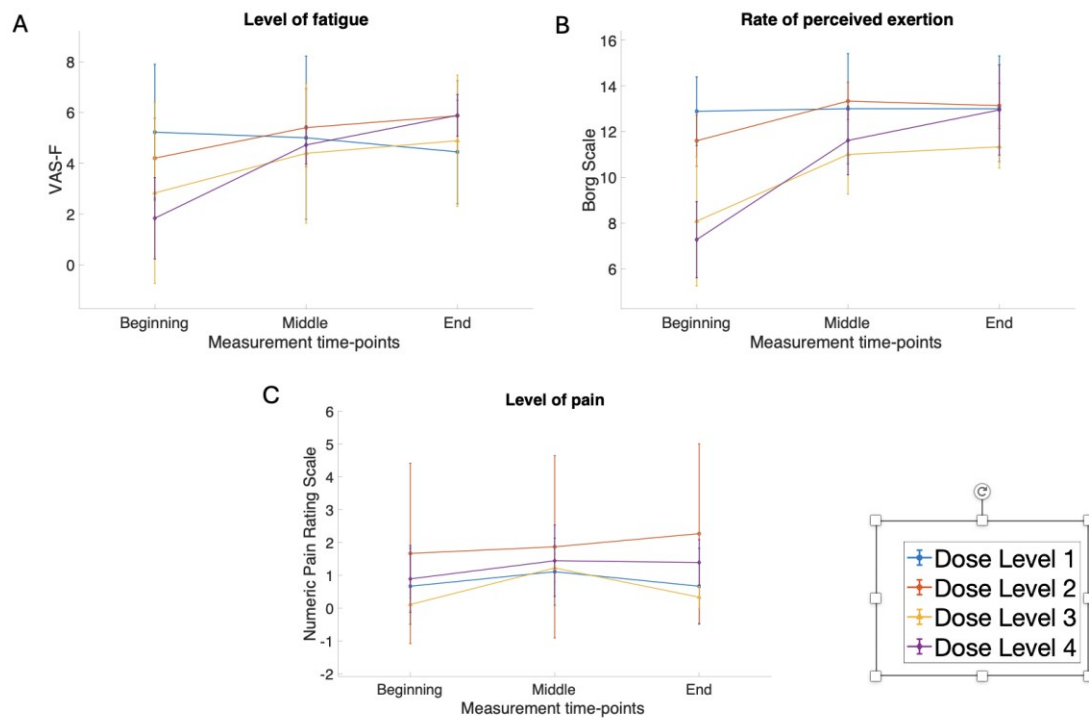 A
Level of fatigue
VAS-F
8
6
4
2
0
Beginning
Middle
End
Measurement time-points
B
Rate of perceived exertion
Borg Scale
16
14
12
10
8
6
Beginning
Middle
End
Measurement time-points
C
Level of pain
Numeric Pain Rating Scale
6
5
4
3
2
1
0
-1
-2
Beginning
Middle
End
Measurement time-points
Dose Level 1
Dose Level 2
Dose Level 3
Dose Level 4